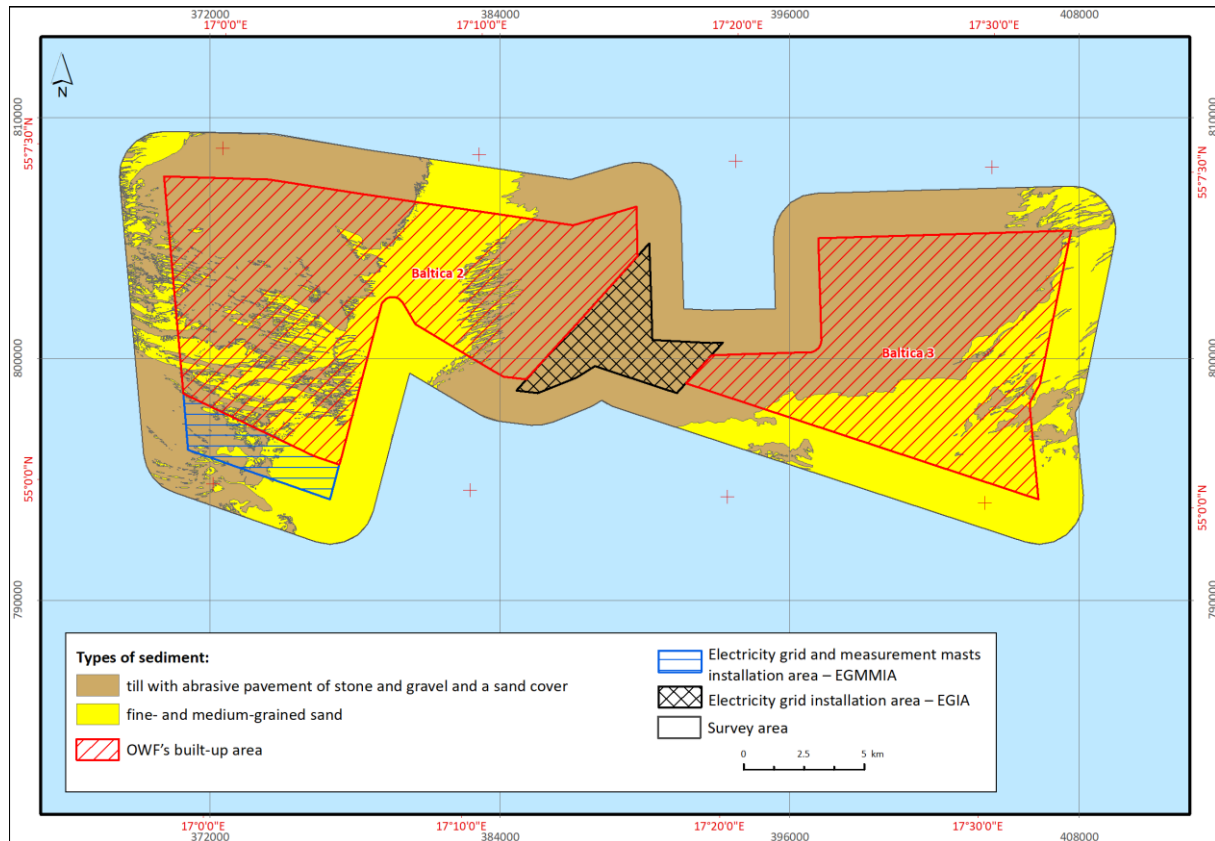 372000 384000 396000 408000
17°0'0"E 17°10'0"E 17°20'0"E 17°30'0"E
N
810000 810000
55°7'30"N 55°7'30"N
Baltica 2
Baltica 3
800000 800000
55°0'0"N 55°0'0"N
790000 790000
Types of sediment:
till with abrasive pavement of stone and gravel and a sand cover
fine- and medium-grained sand
OWF's built-up area
Electricity grid and measurement masts
installation area – EGMMIA
Electricity grid installation area – EGIA
Survey area
0 2.5 5 km
17°0'0"E 17°10'0"E 17°20'0"E 17°30'0"E
372000 384000 396000 408000